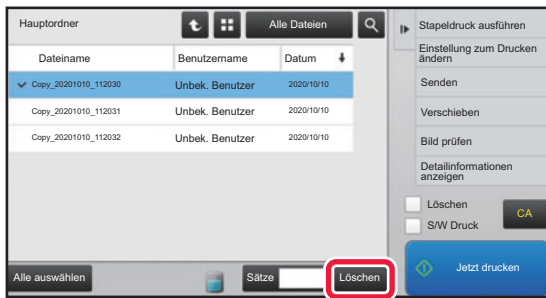 Hauptordner
Alle Dateien
Dateiname Benutzername Datum
Copy_20201010_112030 Unbek. Benutzer 2020/10/10
Copy_20201010_112031 Unbek. Benutzer 2020/10/10
Copy_20201010_112032 Unbek. Benutzer 2020/10/10
Alle auswählen
Sätze
Löschen
Stapeldruck ausführen
Einstellung zum Drucken
ändern
Senden
Verschieben
Bild prüfen
Detailinformationen
anzeigen
Löschen
S/W Druck
CA
Jetzt drucken